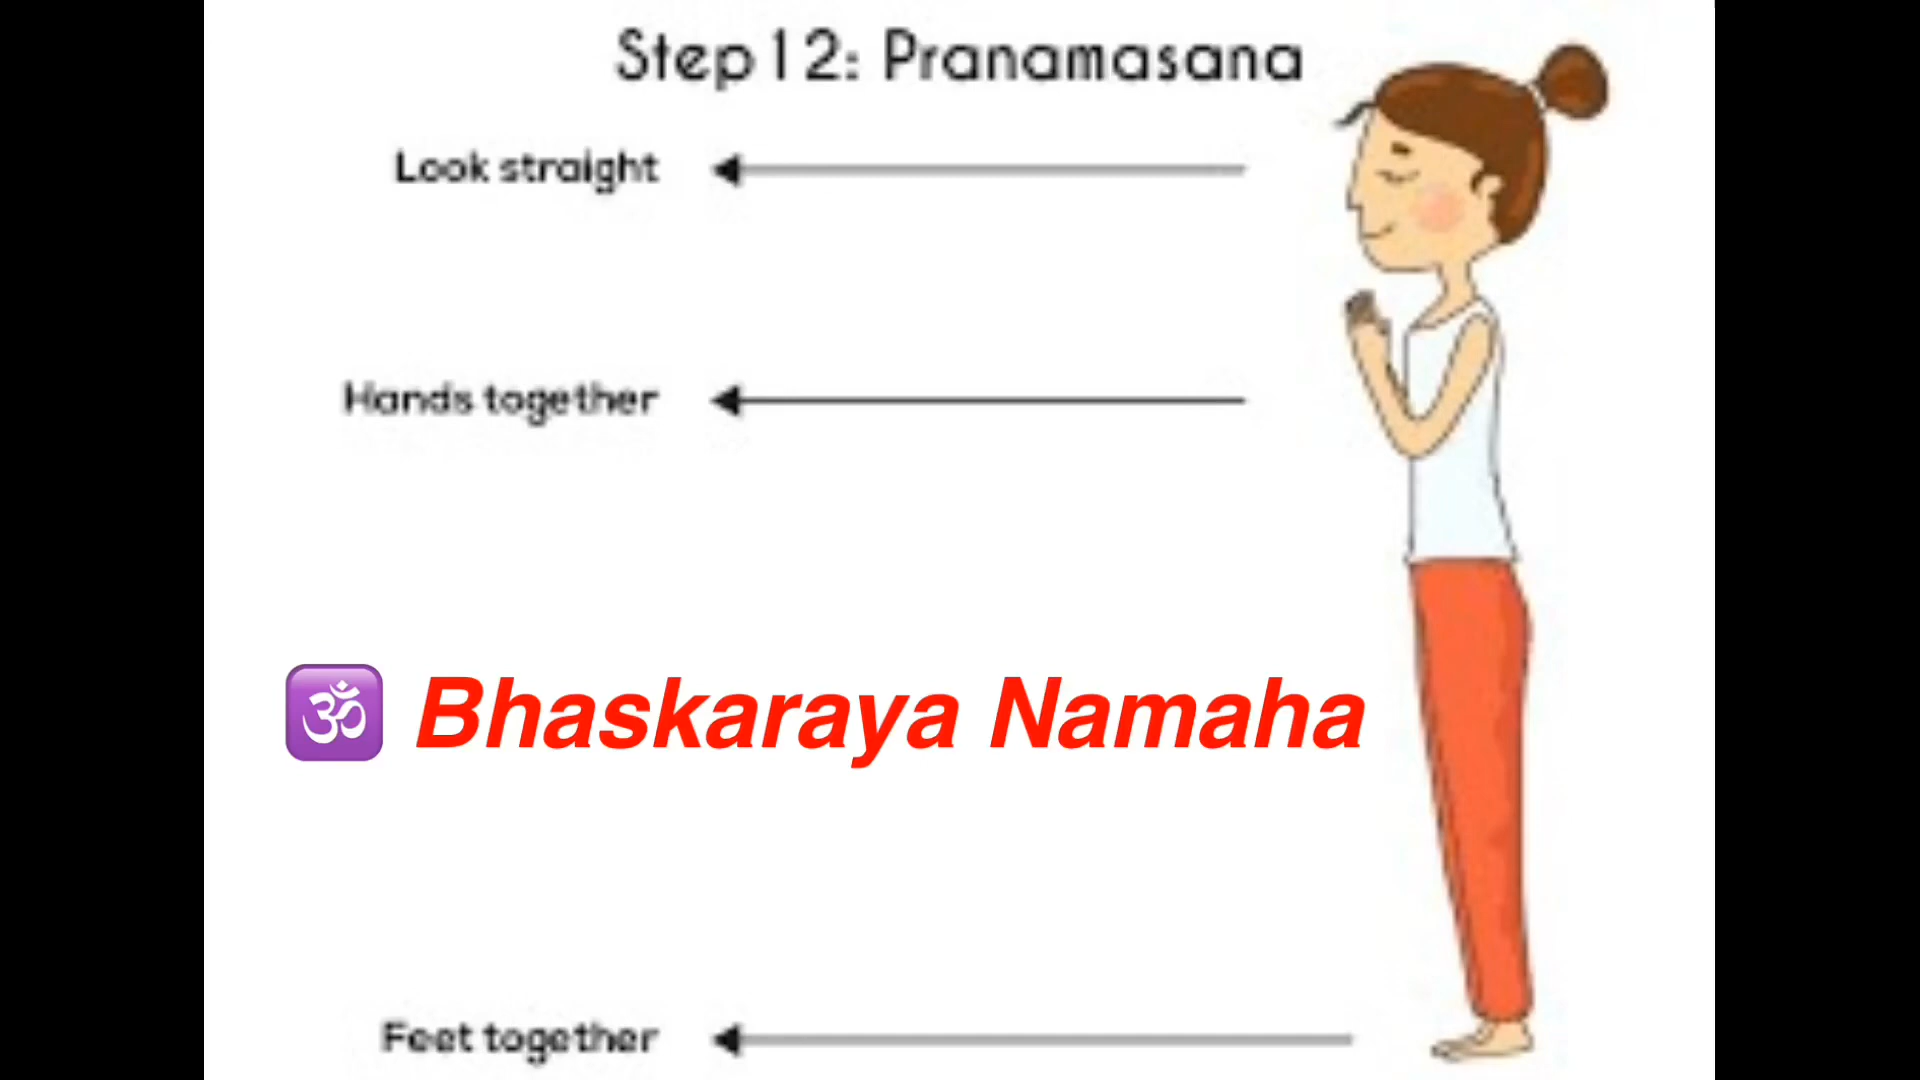 Step 12: Pranamasana
Look straight
Hands together
🕉 Bhaskaraya Namaha
Feet together